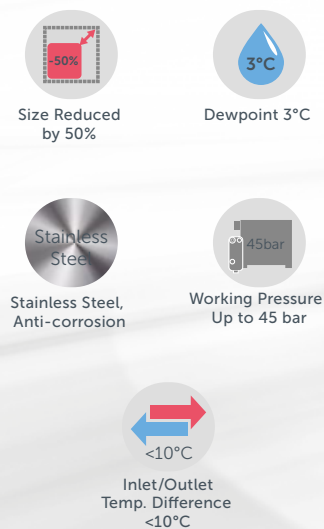 -50%
Size Reduced
by 50%
3°C
Dewpoint 3°C
Stainless
Steel
Stainless Steel,
Anti-corrosion
45bar
Working Pressure
Up to 45 bar
<10°C
Inlet/Outlet
Temp. Difference
<10°C